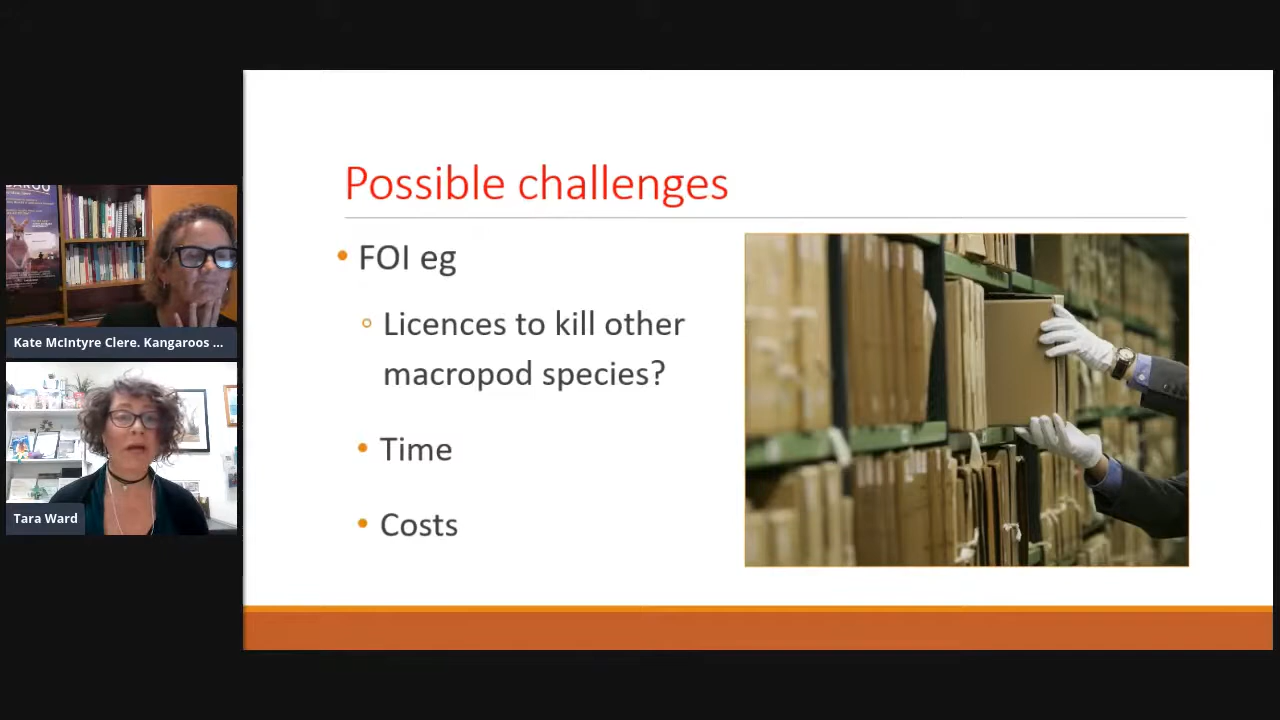 Possible challenges
• FOI eg
◦ Licences to kill other
macropod species?
• Time
• Costs
Kate McIntyre Clere. Kangaroos ...
Tara Ward